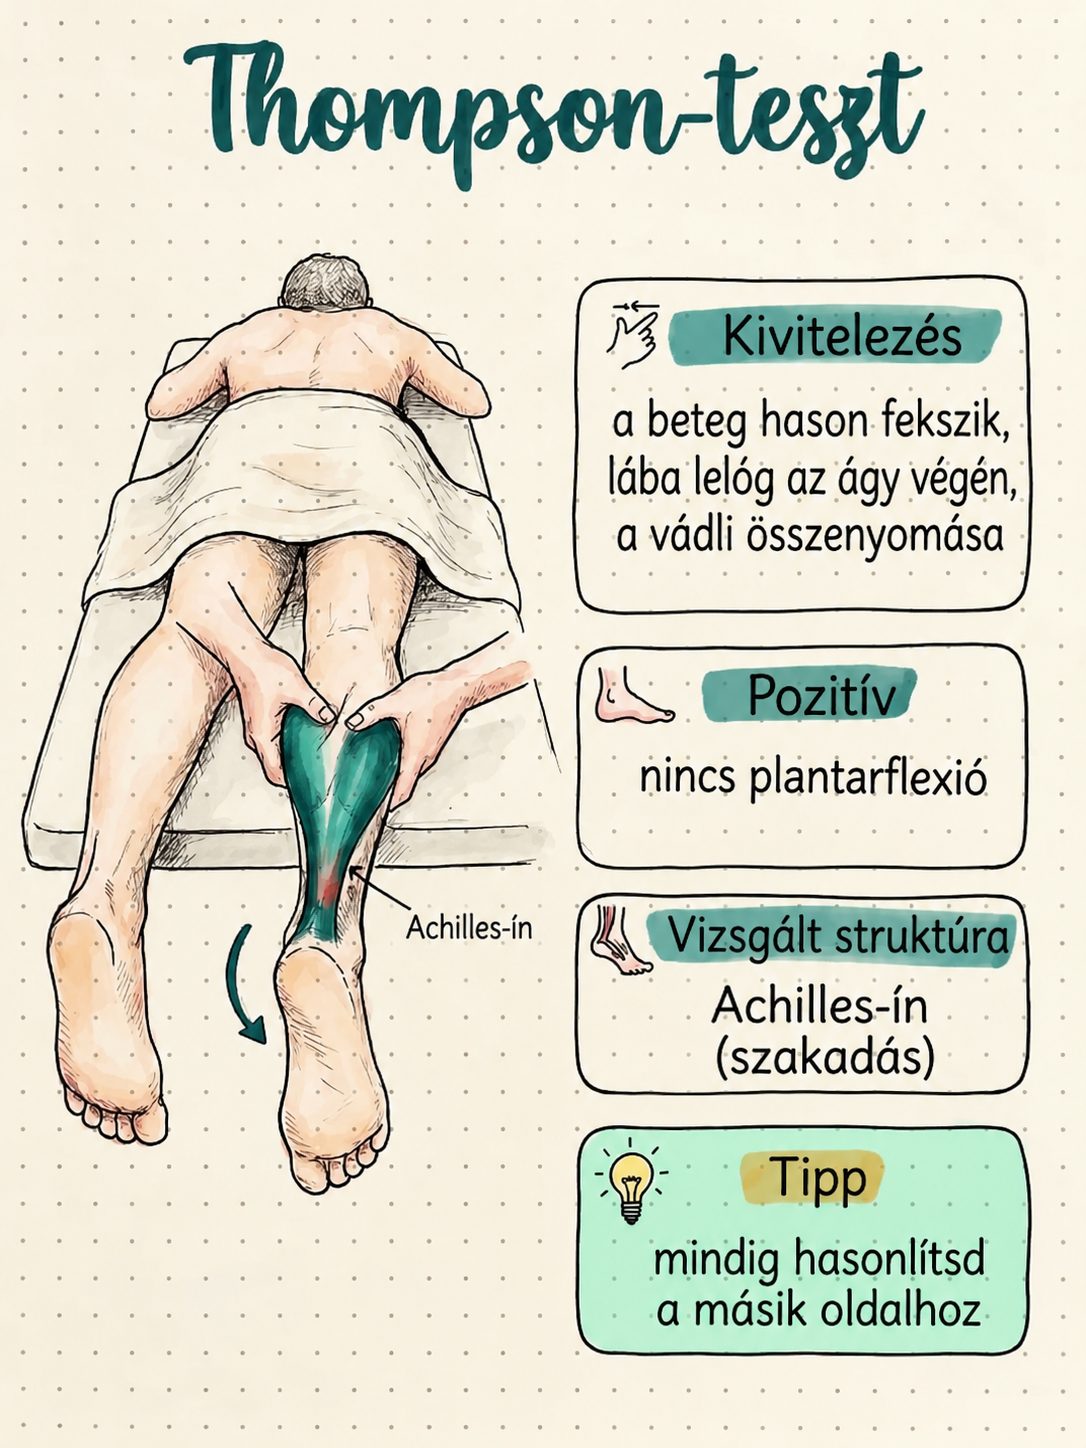 Thompson-teszt
Kivitelezés
a beteg hason fekszik,
lába lelóg az ágy végén,
a vádli összenyomása
Pozitív
nincs plantarflexió
Achilles-ín
Vizsgált struktúra
Achilles-ín
(szakadás)
Tipp
mindig hasonlítsd
a másik oldalhoz